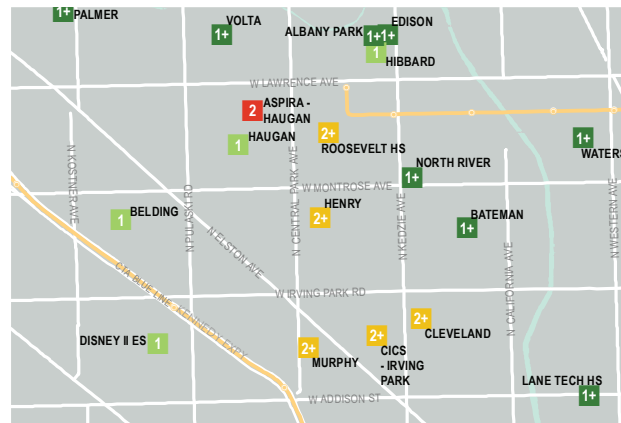 1+
PALMER
VOLTA
1+
ALBANY PARK
1+
1+
EDISON
1
HIBBARD
W LAWRENCE AVE
2
ASPIRA -
HAUGAN
1
HAUGAN
2+
ROOSEVELT HS
1+
WATERS
1+
NORTH RIVER
N KOSTNER AVE
N PULASKI RD
N CENTRAL PARK AVE
W MONTROSE AVE
N KEDZIE AVE
1
BELDING
2+
HENRY
1+
BATEMAN
N ELSTON AVE
N CALIFORNIA AVE
N WESTERN AVE
CTA BLUE LINE - KENNEDY EXPY
W IRVING PARK RD
DISNEY II ES
1
2+
MURPHY
2+
CICS
- IRVING
PARK
2+
CLEVELAND
W ADDISON ST
LANE TECH HS
1+